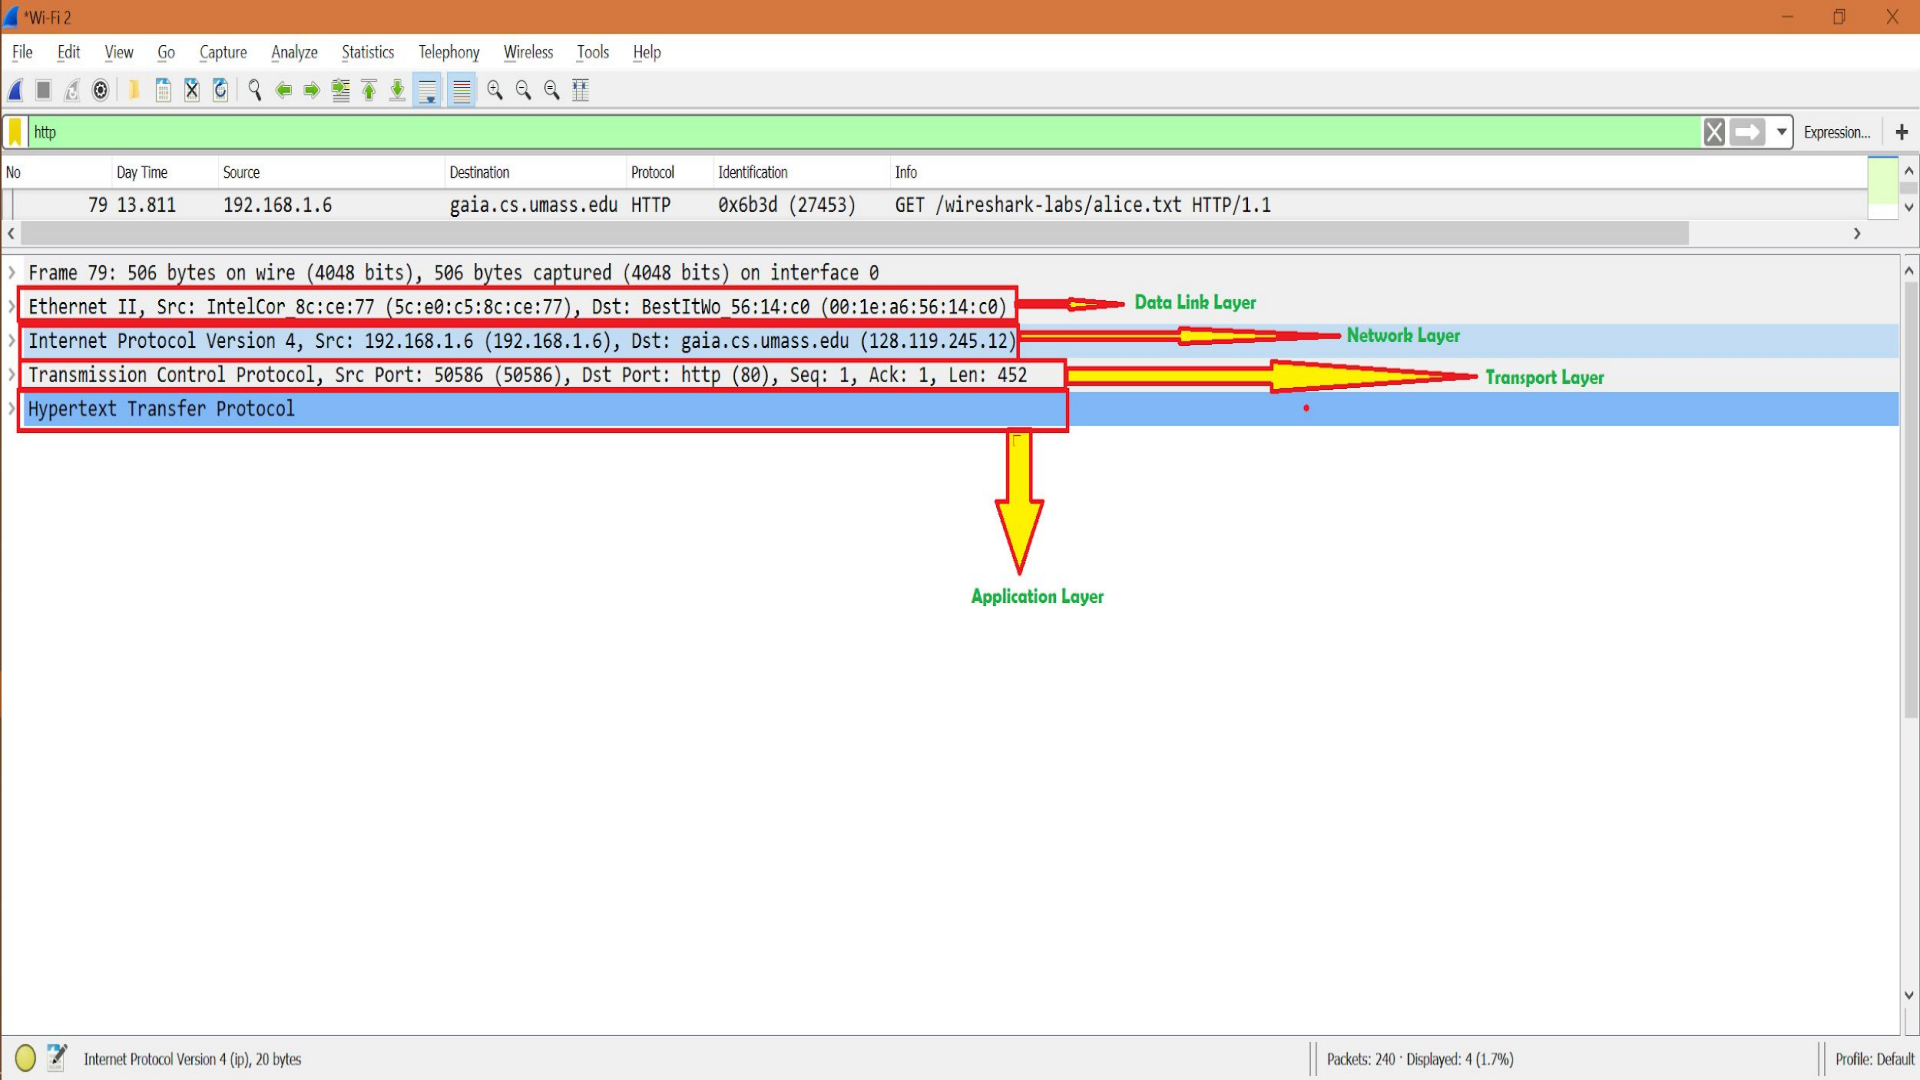 *Wi-Fi 2
File Edit View Go Capture Analyze Statistics Telephony Wireless Tools Help
http
Expression... +
No Day Time Source Destination Protocol Identification Info
79 13.811 192.168.1.6 gaia.cs.umass.edu HTTP 0x6b3d (27453) GET /wireshark-labs/alice.txt HTTP/1.1
Frame 79: 506 bytes on wire (4048 bits), 506 bytes captured (4048 bits) on interface 0
Ethernet II, Src: IntelCor_8c:ce:77 (5c:e0:c5:8c:ce:77), Dst: BestItWo_56:14:c0 (00:1e:a6:56:14:c0)
Data Link Layer
Internet Protocol Version 4, Src: 192.168.1.6 (192.168.1.6), Dst: gaia.cs.umass.edu (128.119.245.12)
Network Layer
Transmission Control Protocol, Src Port: 50586 (50586), Dst Port: http (80), Seq: 1, Ack: 1, Len: 452
Transport Layer
Hypertext Transfer Protocol
Application Layer
Internet Protocol Version 4 (ip), 20 bytes
Packets: 240 · Displayed: 4 (1.7%)
Profile: Default